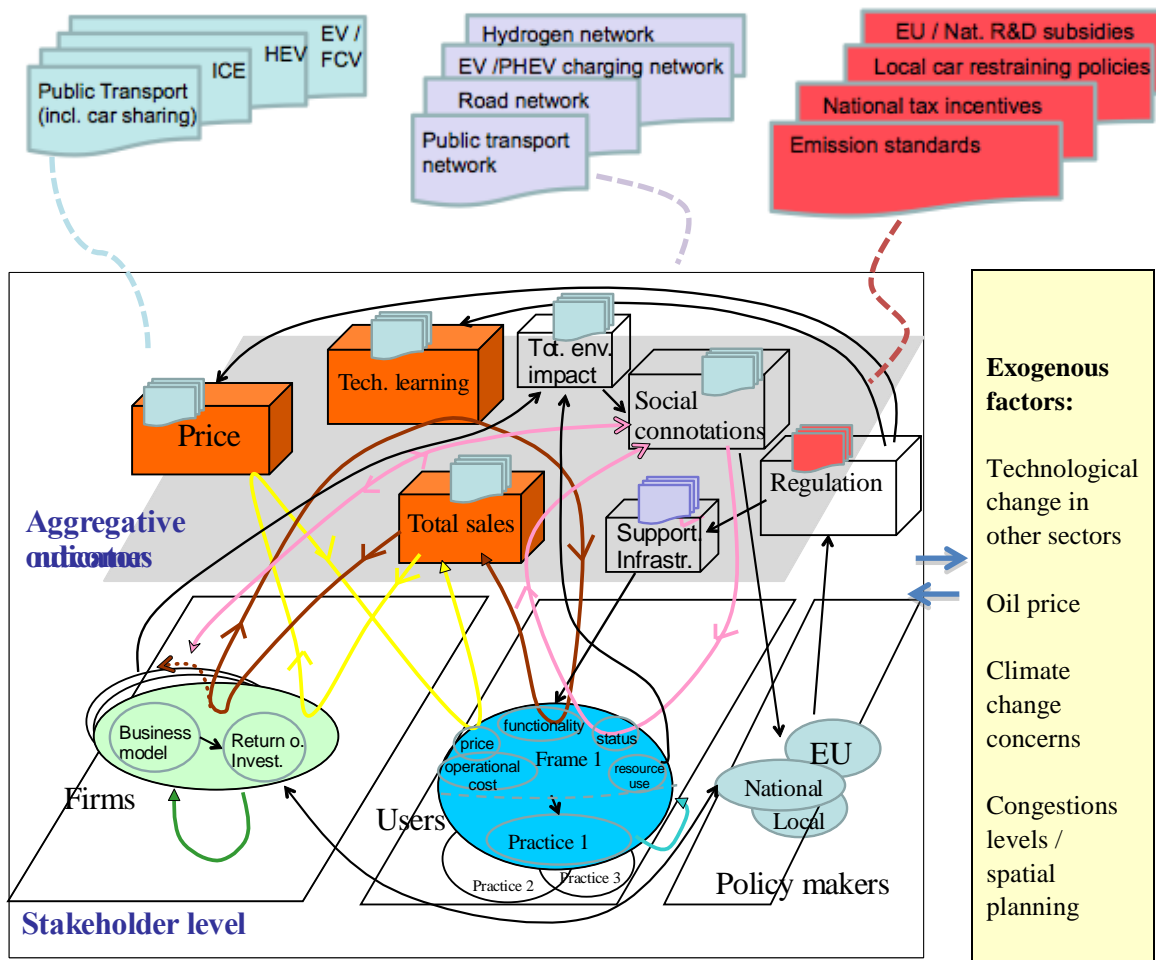 EV /
FCV
HEV
ICE
Public Transport
(incl. car sharing)
Hydrogen network
EV /PHEV charging network
Road network
Public transport
network
EU / Nat. R&D subsidies
Local car restraining policies
National tax incentives
Emission standards
Tot. env.
impact
Tech. learning
Social
connotations
Price
Regulation
Total sales
Support.
Infrastr.
Aggregative
outcomes
Exogenous
factors:
Technological
change in
other sectors
Oil price
Climate
change
concerns
Congestions
levels /
spatial
planning
Business
model
Return o.
Invest.
Firms
functionality
price
status
Frame 1
operational
cost
resource
use
Users
Practice 1
Practice 2
Practice 3
EU
National
Local
Policy makers
Stakeholder level